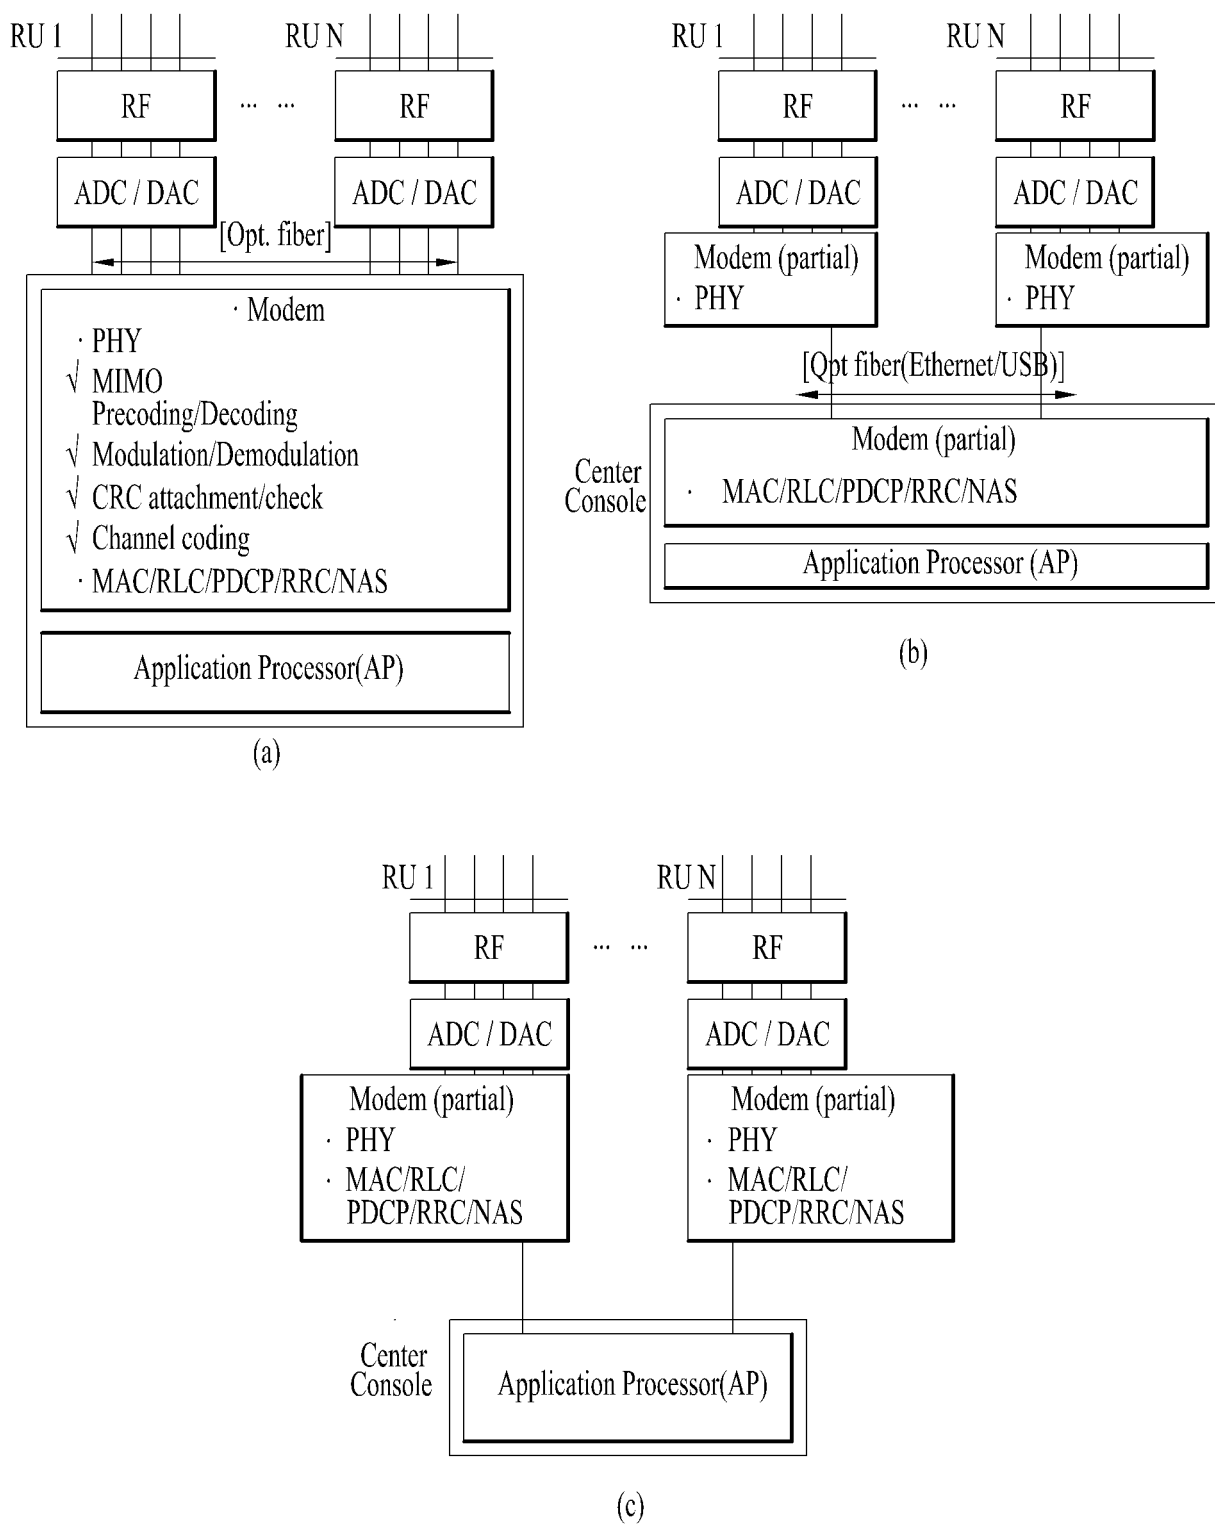 RU 1
RU N
RF
... ...
RF
ADC / DAC
ADC / DAC
[Opt. fiber]
· Modem
· PHY
√ MIMO
Precoding/Decoding
√ Modulation/Demodulation
√ CRC attachment/check
√ Channel coding
· MAC/RLC/PDCP/RRC/NAS
Application Processor(AP)
(a)
RU 1
RU N
RF
... ...
RF
ADC / DAC
ADC / DAC
Modem (partial)
· PHY
Modem (partial)
· PHY
[Qpt fiber(Ethernet/USB)]
Center
Console
Modem (partial)
· MAC/RLC/PDCP/RRC/NAS
Application Processor (AP)
(b)
RU 1
RU N
RF
... ...
RF
ADC / DAC
ADC / DAC
Modem (partial)
· PHY
· MAC/RLC/
PDCP/RRC/NAS
Modem (partial)
· PHY
· MAC/RLC/
PDCP/RRC/NAS
Center
Console
Application Processor(AP)
(c)